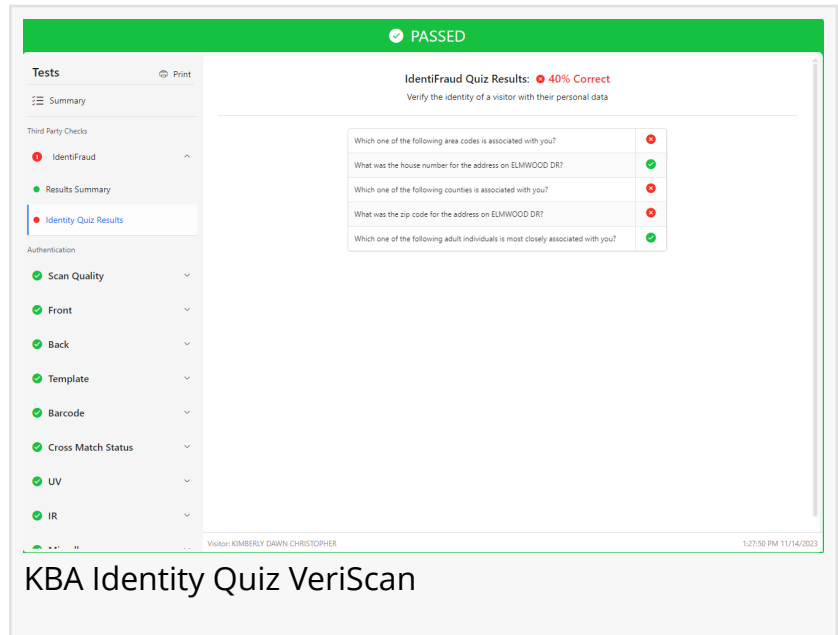 PASSED
Tests
Print
Summary
Third Party Checks
IdentiFraud
Results Summary
Identity Quiz Results
Authentication
Scan Quality
Front
Back
Template
Barcode
Cross Match Status
UV
IR
IdentiFraud Quiz Results: 40% Correct
Verify the identity of a visitor with their personal data
Which one of the following area codes is associated with you?
What was the house number for the address on ELMWOOD DR?
Which one of the following counties is associated with you?
What was the zip code for the address on ELMWOOD DR?
Which one of the following adult individuals is most closely associated with you?
Visitor: KIMBERLY DAWN CHRISTOPHER
1:27:50 PM 11/14/2023
KBA Identity Quiz VeriScan